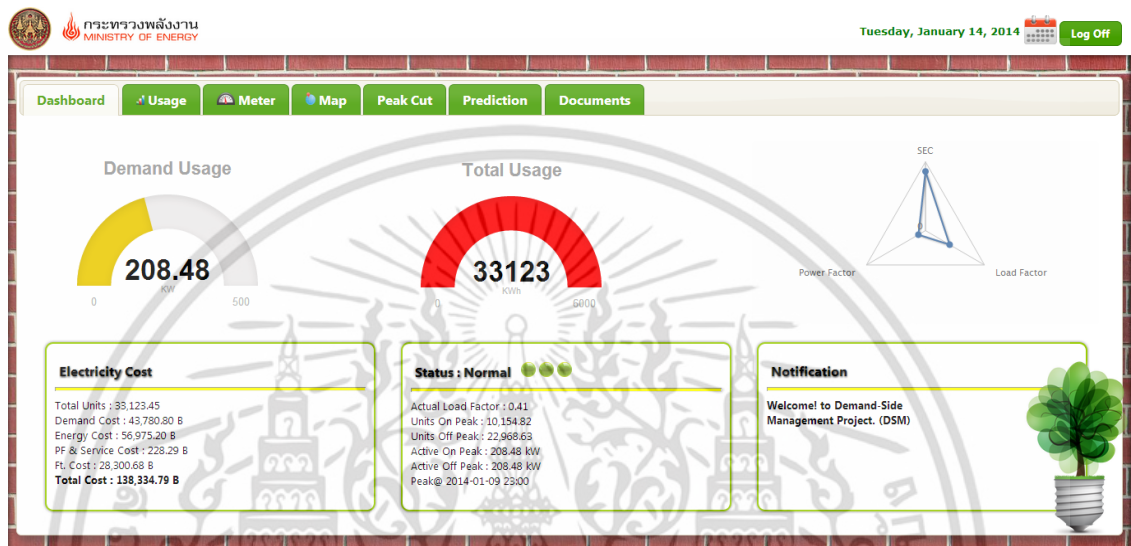 กระทรวงพลังงาน
MINISTRY OF ENERGY
Tuesday, January 14, 2014
Log Off
Dashboard
Usage
Meter
Map
Peak Cut
Prediction
Documents
Demand Usage
208.48
KW
0
500
Total Usage
33123
KWh
0
6000
SEC
0
Power Factor
Load Factor
Electricity Cost
Total Units : 33,123.45
Demand Cost : 43,780.80 B
Energy Cost : 56,975.20 B
PF & Service Cost : 228.29 B
Ft. Cost : 28,300.68 B
Total Cost : 138,334.79 B
Status : Normal
Actual Load Factor : 0.41
Units On Peak : 10,154.82
Units Off Peak : 22,968.63
Active On Peak : 208.48 kW
Active Off Peak : 208.48 kW
Peak@ 2014-01-09 23:00
Notification
Welcome! to Demand-Side
Management Project. (DSM)